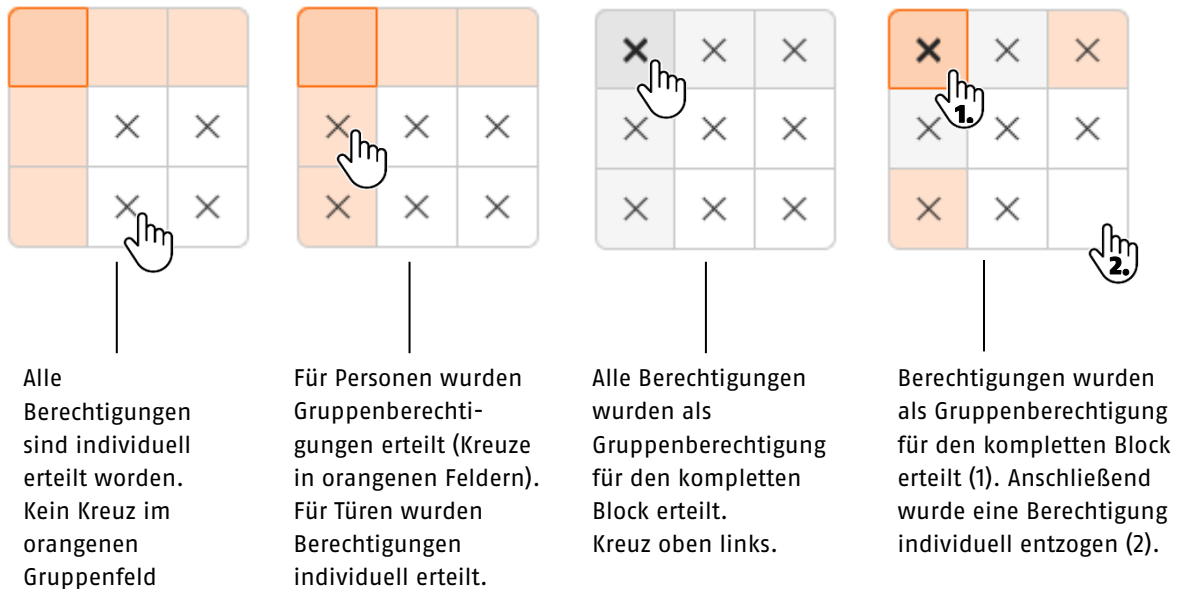 1.
2.
Alle
Berechtigungen
sind individuell
erteilt worden.
Kein Kreuz im
orangenen
Gruppenfeld
Für Personen wurden
Gruppenberechti-
gungen erteilt (Kreuze
in orangenen Feldern).
Für Türen wurden
Berechtigungen
individuell erteilt.
Alle Berechtigungen
wurden als
Gruppenberechtigung
für den kompletten
Block erteilt.
Kreuz oben links.
Berechtigungen wurden
als Gruppenberechtigung
für den kompletten Block
erteilt (1). Anschließend
wurde eine Berechtigung
individuell entzogen (2).